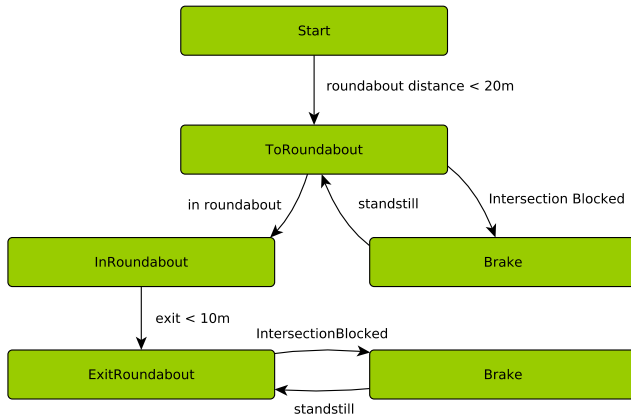 Start
roundabout distance < 20m
ToRoundabout
in roundabout
standstill
Intersection Blocked
InRoundabout
Brake
exit < 10m
IntersectionBlocked
ExitRoundabout
Brake
standstill